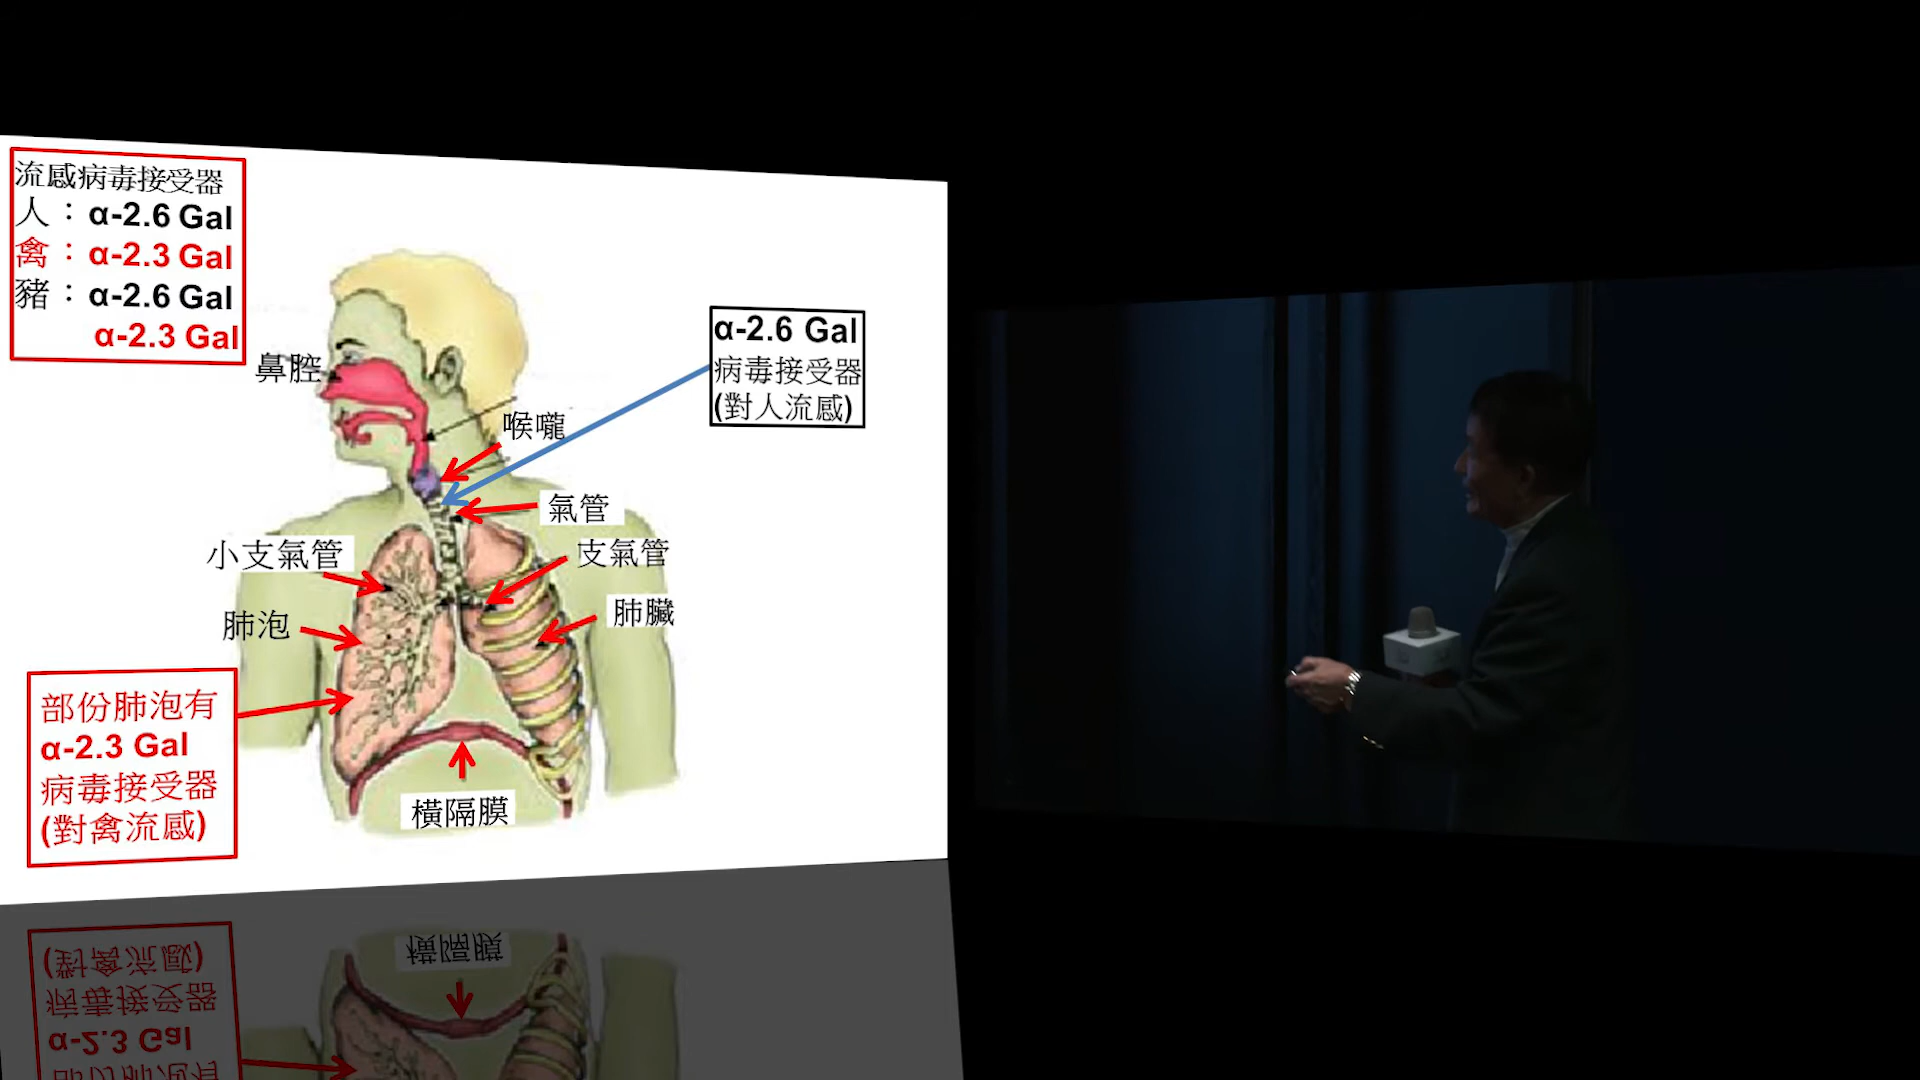 流感病毒接受器
人：α-2.6 Gal
禽：α-2.3 Gal
豬：α-2.6 Gal
α-2.3 Gal
鼻腔
α-2.6 Gal
病毒接受器
(對人流感)
喉嚨
氣管
小支氣管
支氣管
肺泡
肺臟
部份肺泡有
α-2.3 Gal
病毒接受器
(對禽流感)
橫隔膜